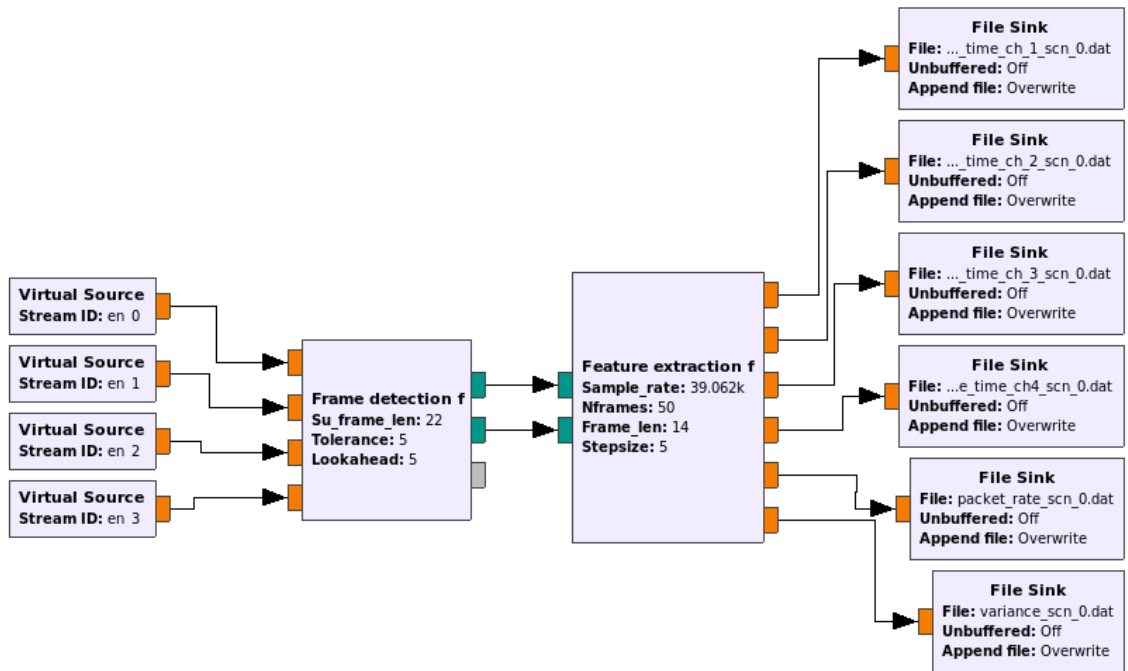 Virtual Source
Stream ID: en 0
Virtual Source
Stream ID: en 1
Virtual Source
Stream ID: en 2
Virtual Source
Stream ID: en 3
Frame detection f
Su_frame_len: 22
Tolerance: 5
Lookahead: 5
Feature extraction f
Sample_rate: 39.062k
Nframes: 50
Frame_len: 14
Stepsize: 5
File Sink
File: ..._time_ch_1_scn_0.dat
Unbuffered: Off
Append file: Overwrite
File Sink
File: ..._time_ch_2_scn_0.dat
Unbuffered: Off
Append file: Overwrite
File Sink
File: ..._time_ch_3_scn_0.dat
Unbuffered: Off
Append file: Overwrite
File Sink
File: ...e_time_ch4_scn_0.dat
Unbuffered: Off
Append file: Overwrite
File Sink
File: packet_rate_scn_0.dat
Unbuffered: Off
Append file: Overwrite
File Sink
File: variance_scn_0.dat
Unbuffered: Off
Append file: Overwrite